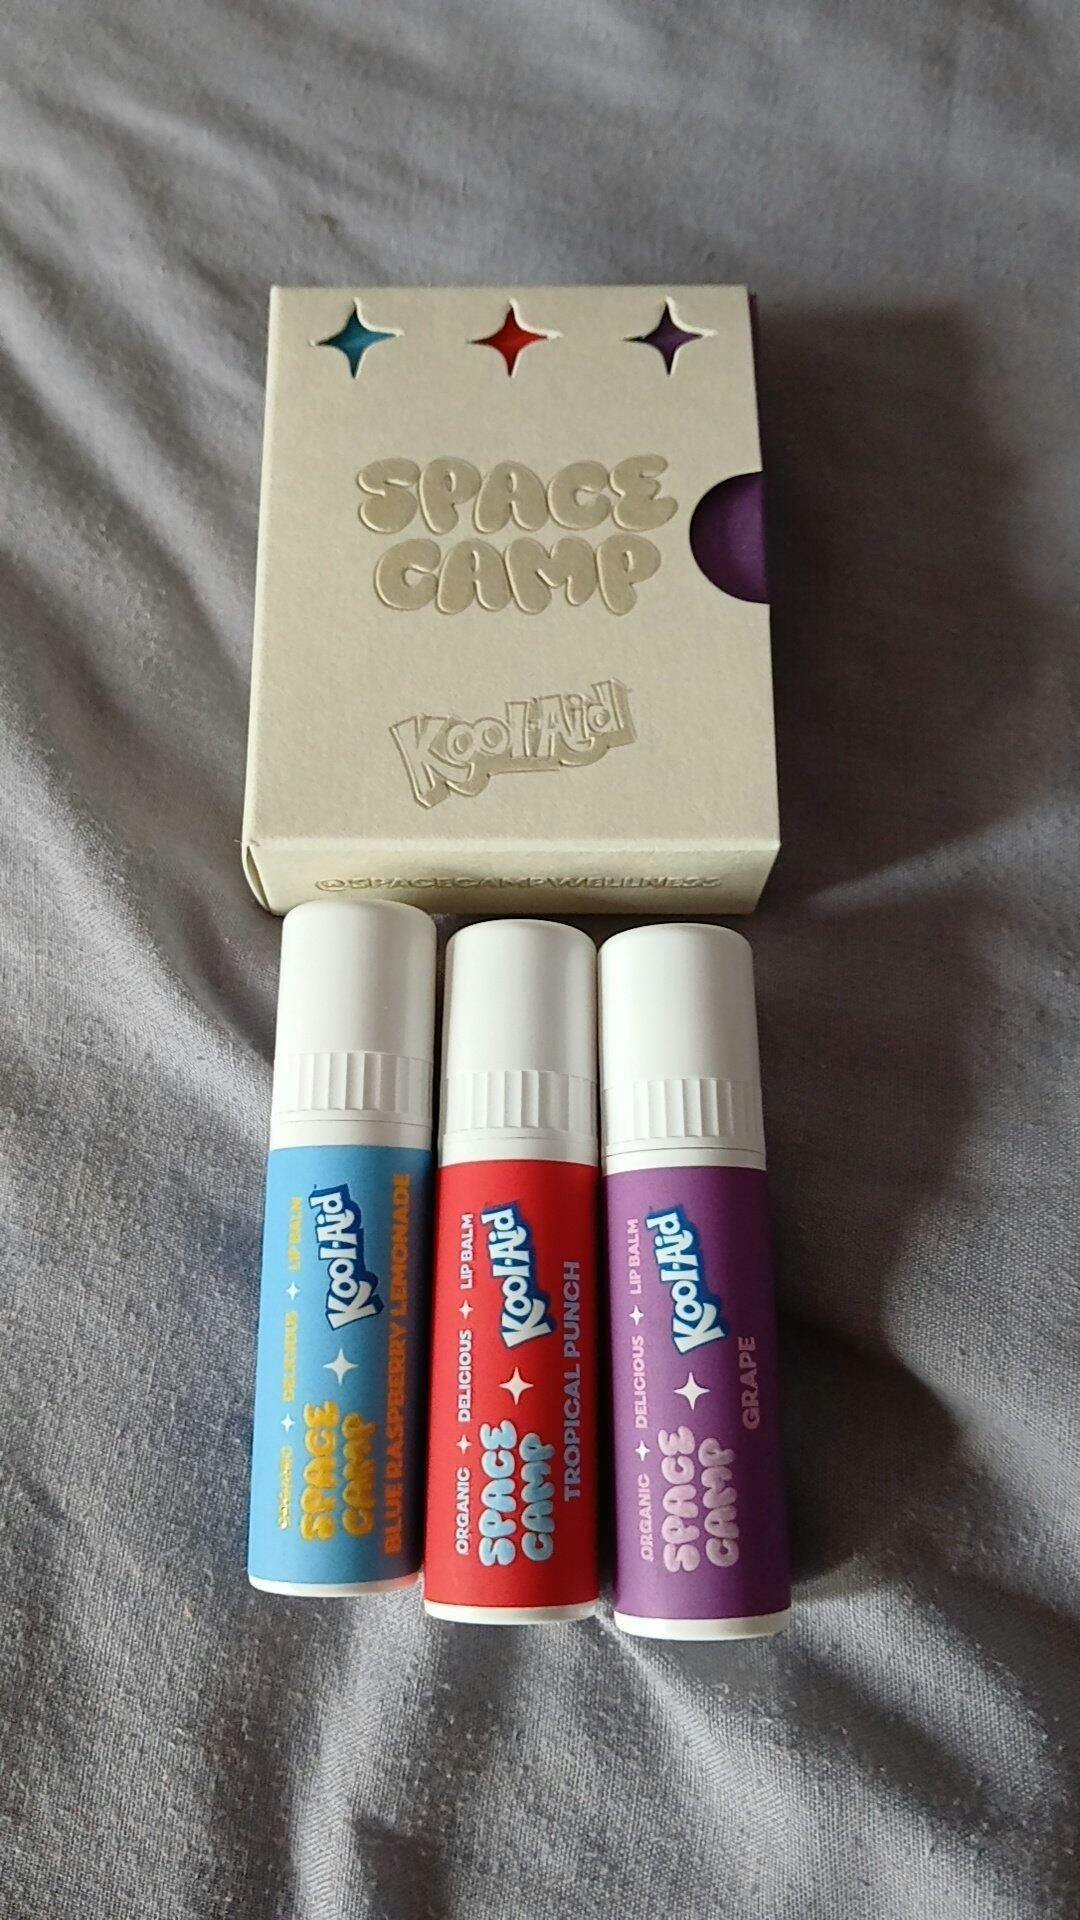 SPACE
CAMP
Kool-Aid
@SPACECAMPWELLNESS
ORGANIC DELICIOUS LIP BALM
SPACE
CAMP
Kool-Aid
BLUE RASPBERRY LEMONADE
ORGANIC DELICIOUS LIP BALM
SPACE
CAMP
Kool-Aid
TROPICAL PUNCH
ORGANIC DELICIOUS LIP BALM
SPACE
CAMP
Kool-Aid
GRAPE